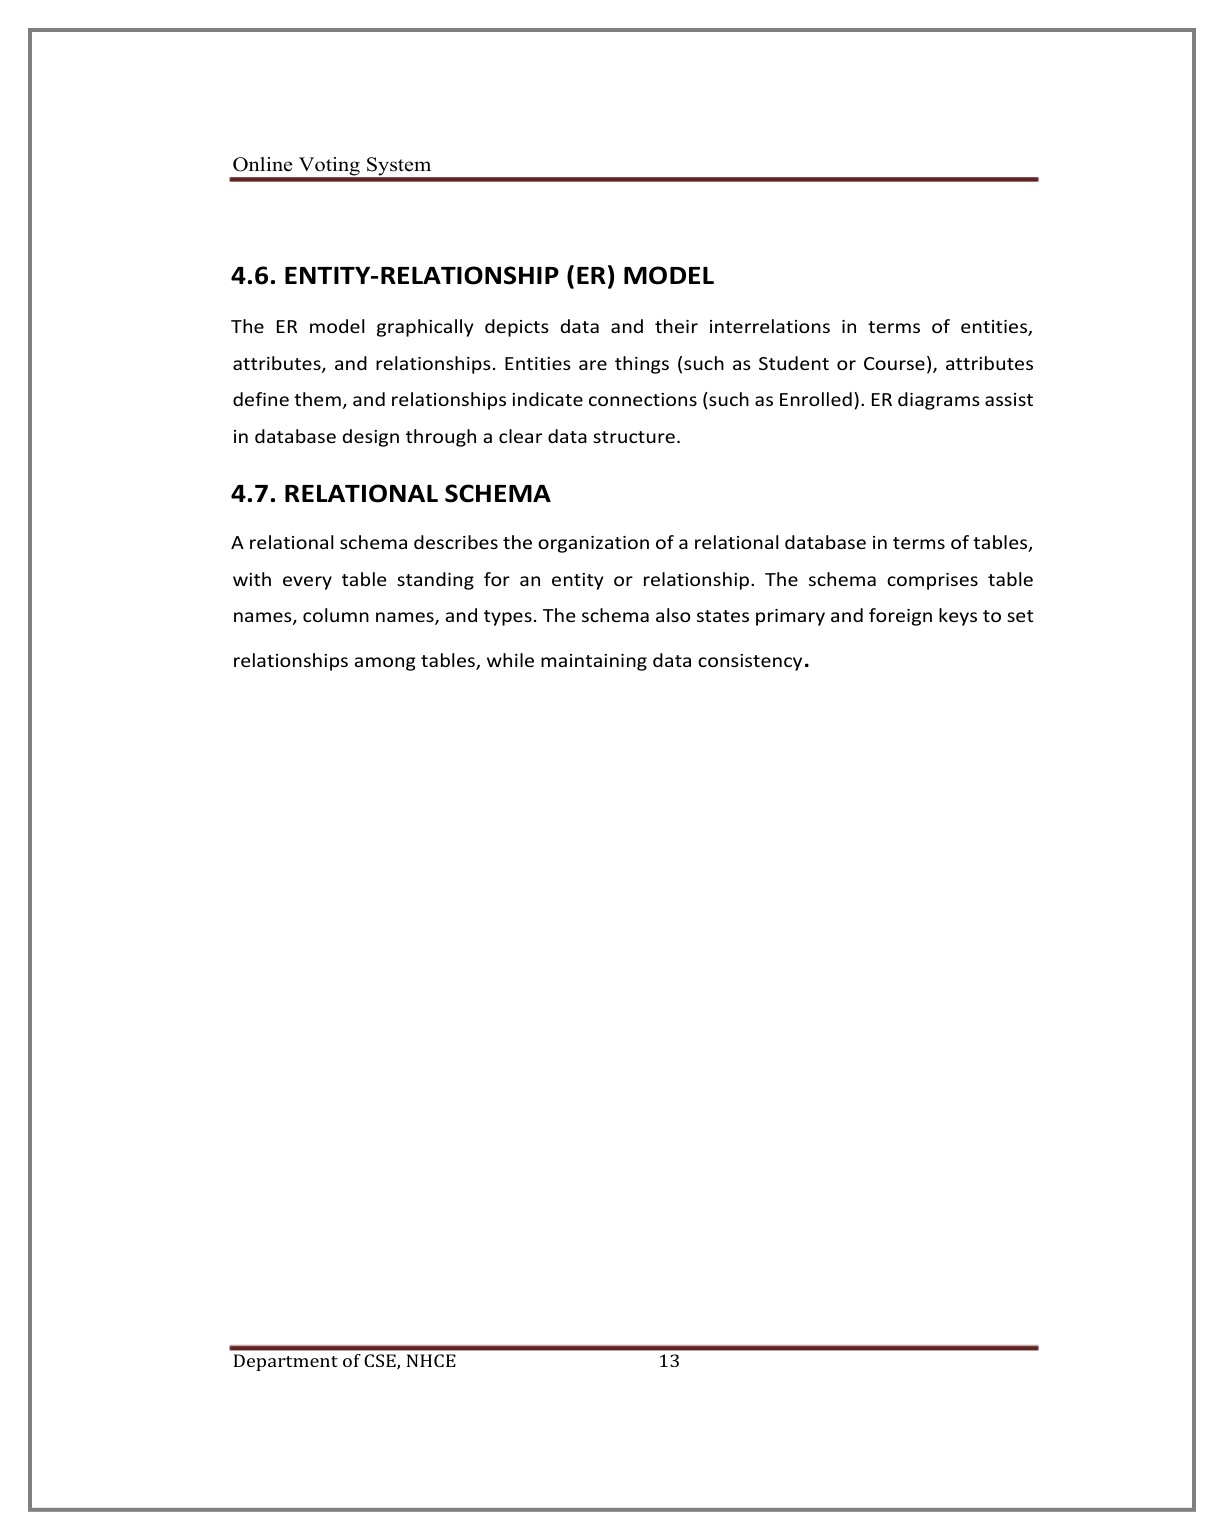 Online Voting System
4.6. ENTITY-RELATIONSHIP (ER) MODEL
The ER model graphically depicts data and their interrelations in terms of entities,
attributes, and relationships. Entities are things (such as Student or Course), attributes
define them, and relationships indicate connections (such as Enrolled). ER diagrams assist
in database design through a clear data structure.
4.7. RELATIONAL SCHEMA
A relational schema describes the organization of a relational database in terms of tables,
with every table standing for an entity or relationship. The schema comprises table
names, column names, and types. The schema also states primary and foreign keys to set
relationships among tables, while maintaining data consistency.
Department of CSE, NHCE 13